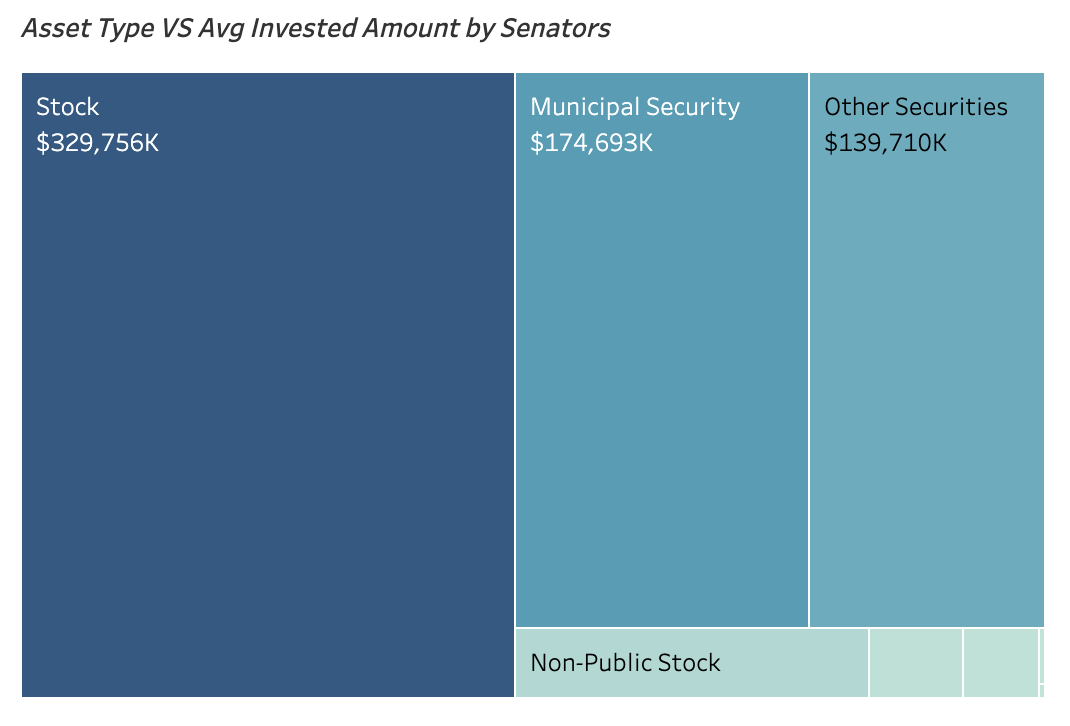 Asset Type VS Avg Invested Amount by Senators
Stock
$329,756K
Municipal Security
$174,693K
Other Securities
$139,710K
Non-Public Stock